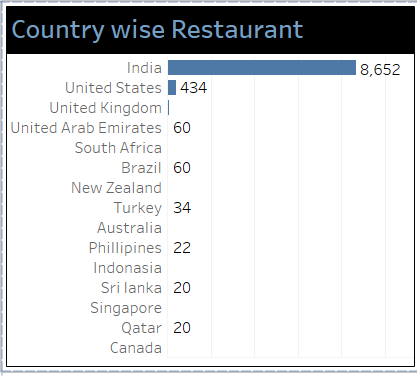 Country wise Restaurant
India 8,652
United States 434
United Kingdom
United Arab Emirates 60
South Africa
Brazil 60
New Zealand
Turkey 34
Australia
Phillipines 22
Indonasia
Sri lanka 20
Singapore
Qatar 20
Canada